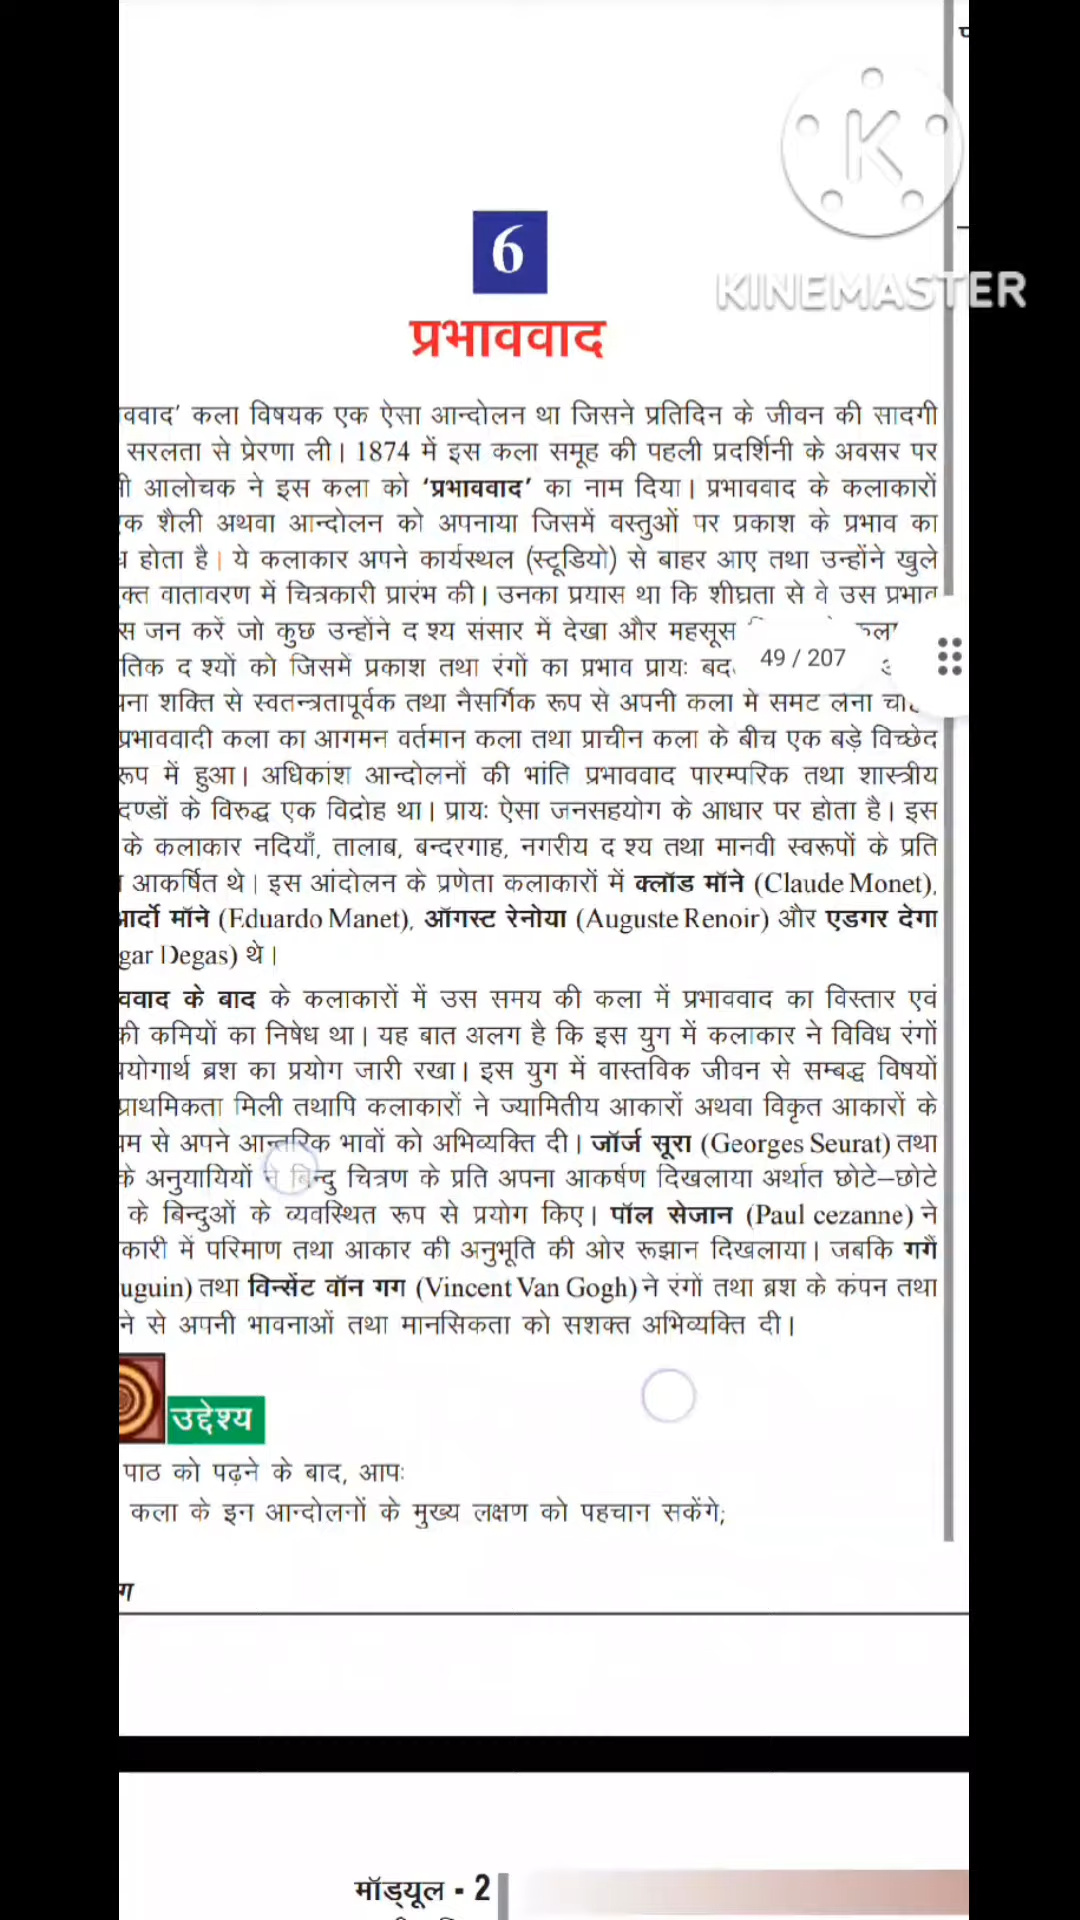 K
KINEMASTER
6
प्रभाववाद
ववाद' कला विषयक एक ऐसा आन्दोलन था जिसने प्रतिदिन के जीवन की सादगी
सरलता से प्रेरणा ली। 1874 में इस कला समूह की पहली प्रदर्शिनी के अवसर पर
आलोचक ने इस कला को 'प्रभाववाद' का नाम दिया। प्रभाववाद के कलाकारों
शैली अथवा आन्दोलन को अपनाया जिसमें वस्तुओं पर प्रकाश के प्रभाव का
होता है। ये कलाकार अपने कार्यस्थल (स्टूडियो) से बाहर आए तथा उन्होंने खुले
क्त वातावरण में चित्रकारी प्रारंभ की। उनका प्रयास था कि शीघ्रता से वे उस प्रभाव
स जन करें जो कुछ उन्होंने द श्य संसार में देखा और महसूस
तिक द श्यों को जिसमें प्रकाश तथा रंगों का प्रभाव प्रायः बद
49 / 207
शक्ति से स्वतन्त्रतापूर्वक तथा नैसर्गिक रूप से अपनी कला मे समट लना
प्रभाववादी कला का आगमन वर्तमान कला तथा प्राचीन कला के बीच एक बड़े विच्छेद
रूप में हुआ। अधिकांश आन्दोलनों की भांति प्रभाववाद पारम्परिक तथा शास्त्रीय
दण्डों के विरुद्ध एक विद्रोह था। प्रायः ऐसा जनसहयोग के आधार पर होता है। इस
के कलाकार नदियाँ, तालाब, बन्दरगाह, नगरीय द श्य तथा मानवी स्वरूपों के प्रति
आकर्षित थे। इस आंदोलन के प्रणेता कलाकारों में क्लॉड मॉने (Claude Monet),
आर्दो मॉने (Eduardo Manet), ऑगस्ट रेनोया (Auguste Renoir) और एडगर देगा
gar Degas) थे।
ववाद के बाद के कलाकारों में उस समय की कला में प्रभाववाद का विस्तार एवं
की कमियों का निषेध था। यह बात अलग है कि इस युग में कलाकार ने विविध रंगों
योगार्थ ब्रश का प्रयोग जारी रखा। इस युग में वास्तविक जीवन से सम्बद्ध विषयों
प्राथमिकता मिली तथापि कलाकारों ने ज्यामितीय आकारों अथवा विकृत आकारों के
म से अपने आन्तरिक भावों को अभिव्यक्ति दी। जॉर्ज सूरा (Georges Seurat) तथा
के अनुयायियों ने बिन्दु चित्रण के प्रति अपना आकर्षण दिखलाया अर्थात छोटे–छोटे
के बिन्दुओं के व्यवस्थित रूप से प्रयोग किए। पॉल सेजान (Paul cezanne) ने
कारी में परिमाण तथा आकार की अनुभूति की ओर रूझान दिखलाया। जबकि गगैं
uguin) तथा विन्सेंट वॉन गग (Vincent Van Gogh) ने रंगों तथा ब्रश के कंपन तथा
ने से अपनी भावनाओं तथा मानसिकता को सशक्त अभिव्यक्ति दी।
उद्देश्य
पाठ को पढ़ने के बाद, आपः
कला के इन आन्दोलनों के मुख्य लक्षण को पहचान सकेंगे;
मॉड्यूल - 2